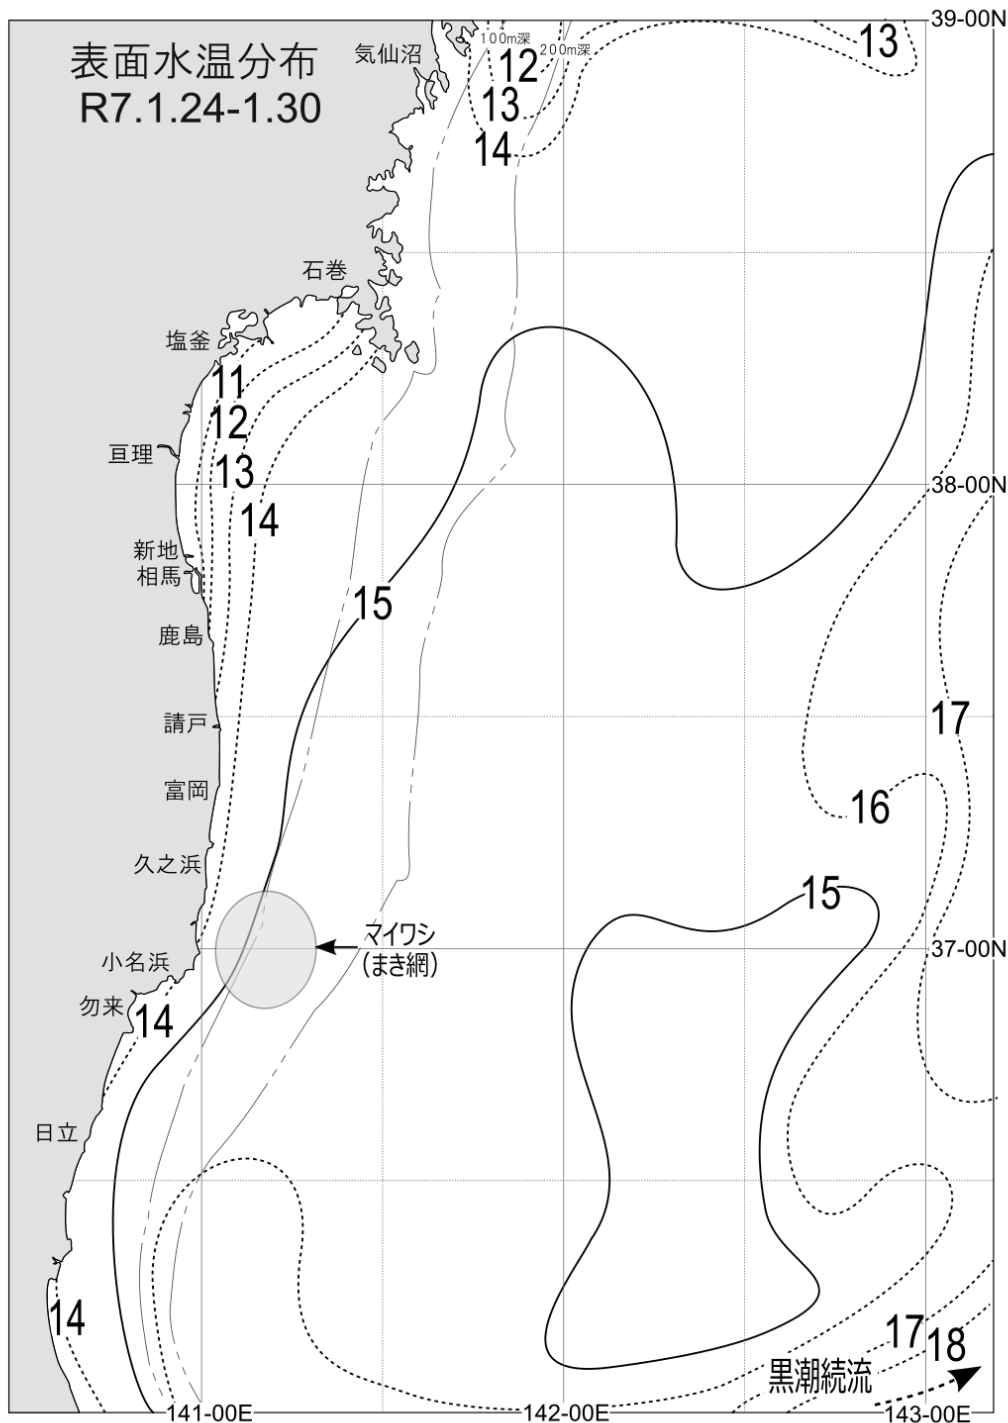 39-00N
表面水温分布
R7.1.24-1.30
気仙沼
100m深
200m深
12
13
13
14
石巻
塩釜
11
12
亘理
13
38-00N
14
新地
相馬
15
鹿島
請戸
17
富岡
16
久之浜
15
マイワシ
(まき網)
37-00N
小名浜
勿来
14
日立
14
17
18
黒潮続流
141-00E
142-00E
143-00E